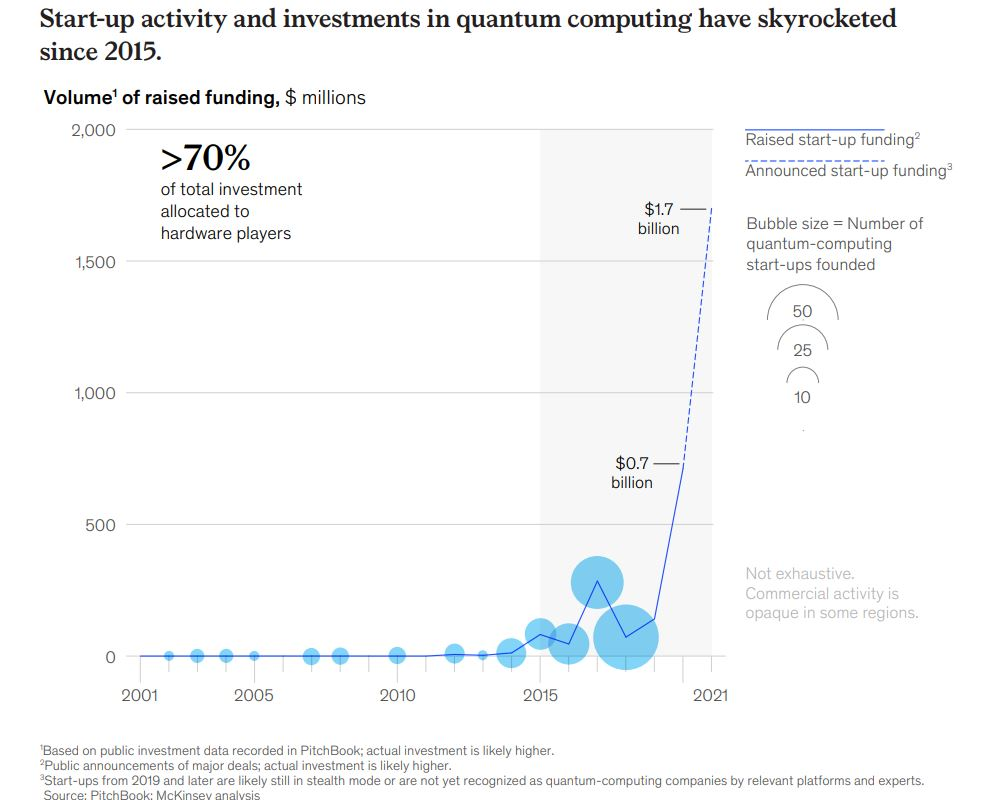 Start-up activity and investments in quantum computing have skyrocketed
since 2015.
Volume¹ of raised funding, $ millions
2,000
1,500
1,000
500
0
>70%
of total investment
allocated to
hardware players
$1.7
billion
$0.7
billion
2001
2005
2010
2015
2021
Raised start-up funding²
Announced start-up funding³
Bubble size = Number of
quantum-computing
start-ups founded
50
25
10
Not exhaustive.
Commercial activity is
opaque in some regions.
¹Based on public investment data recorded in PitchBook; actual investment is likely higher.
²Public announcements of major deals; actual investment is likely higher.
³Start-ups from 2019 and later are likely still in stealth mode or are not yet recognized as quantum-computing companies by relevant platforms and experts.
Source: PitchBook; McKinsey analysis